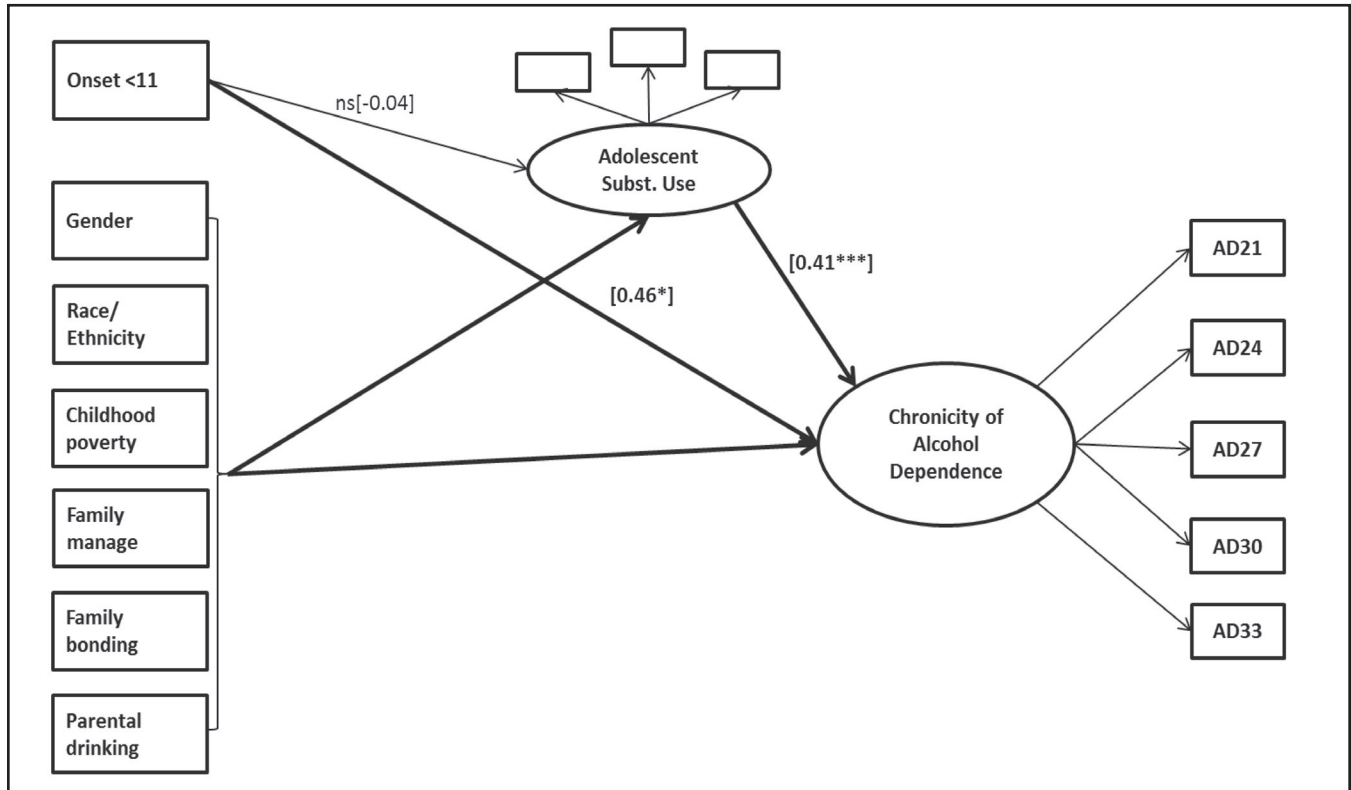 Onset <11
ns[-0.04]
Adolescent
Subst. Use
Gender
Race/
Ethnicity
Childhood
poverty
Family
manage
Family
bonding
Parental
drinking
[0.46*]
[0.41***]
Chronicity of
Alcohol
Dependence
AD21
AD24
AD27
AD30
AD33